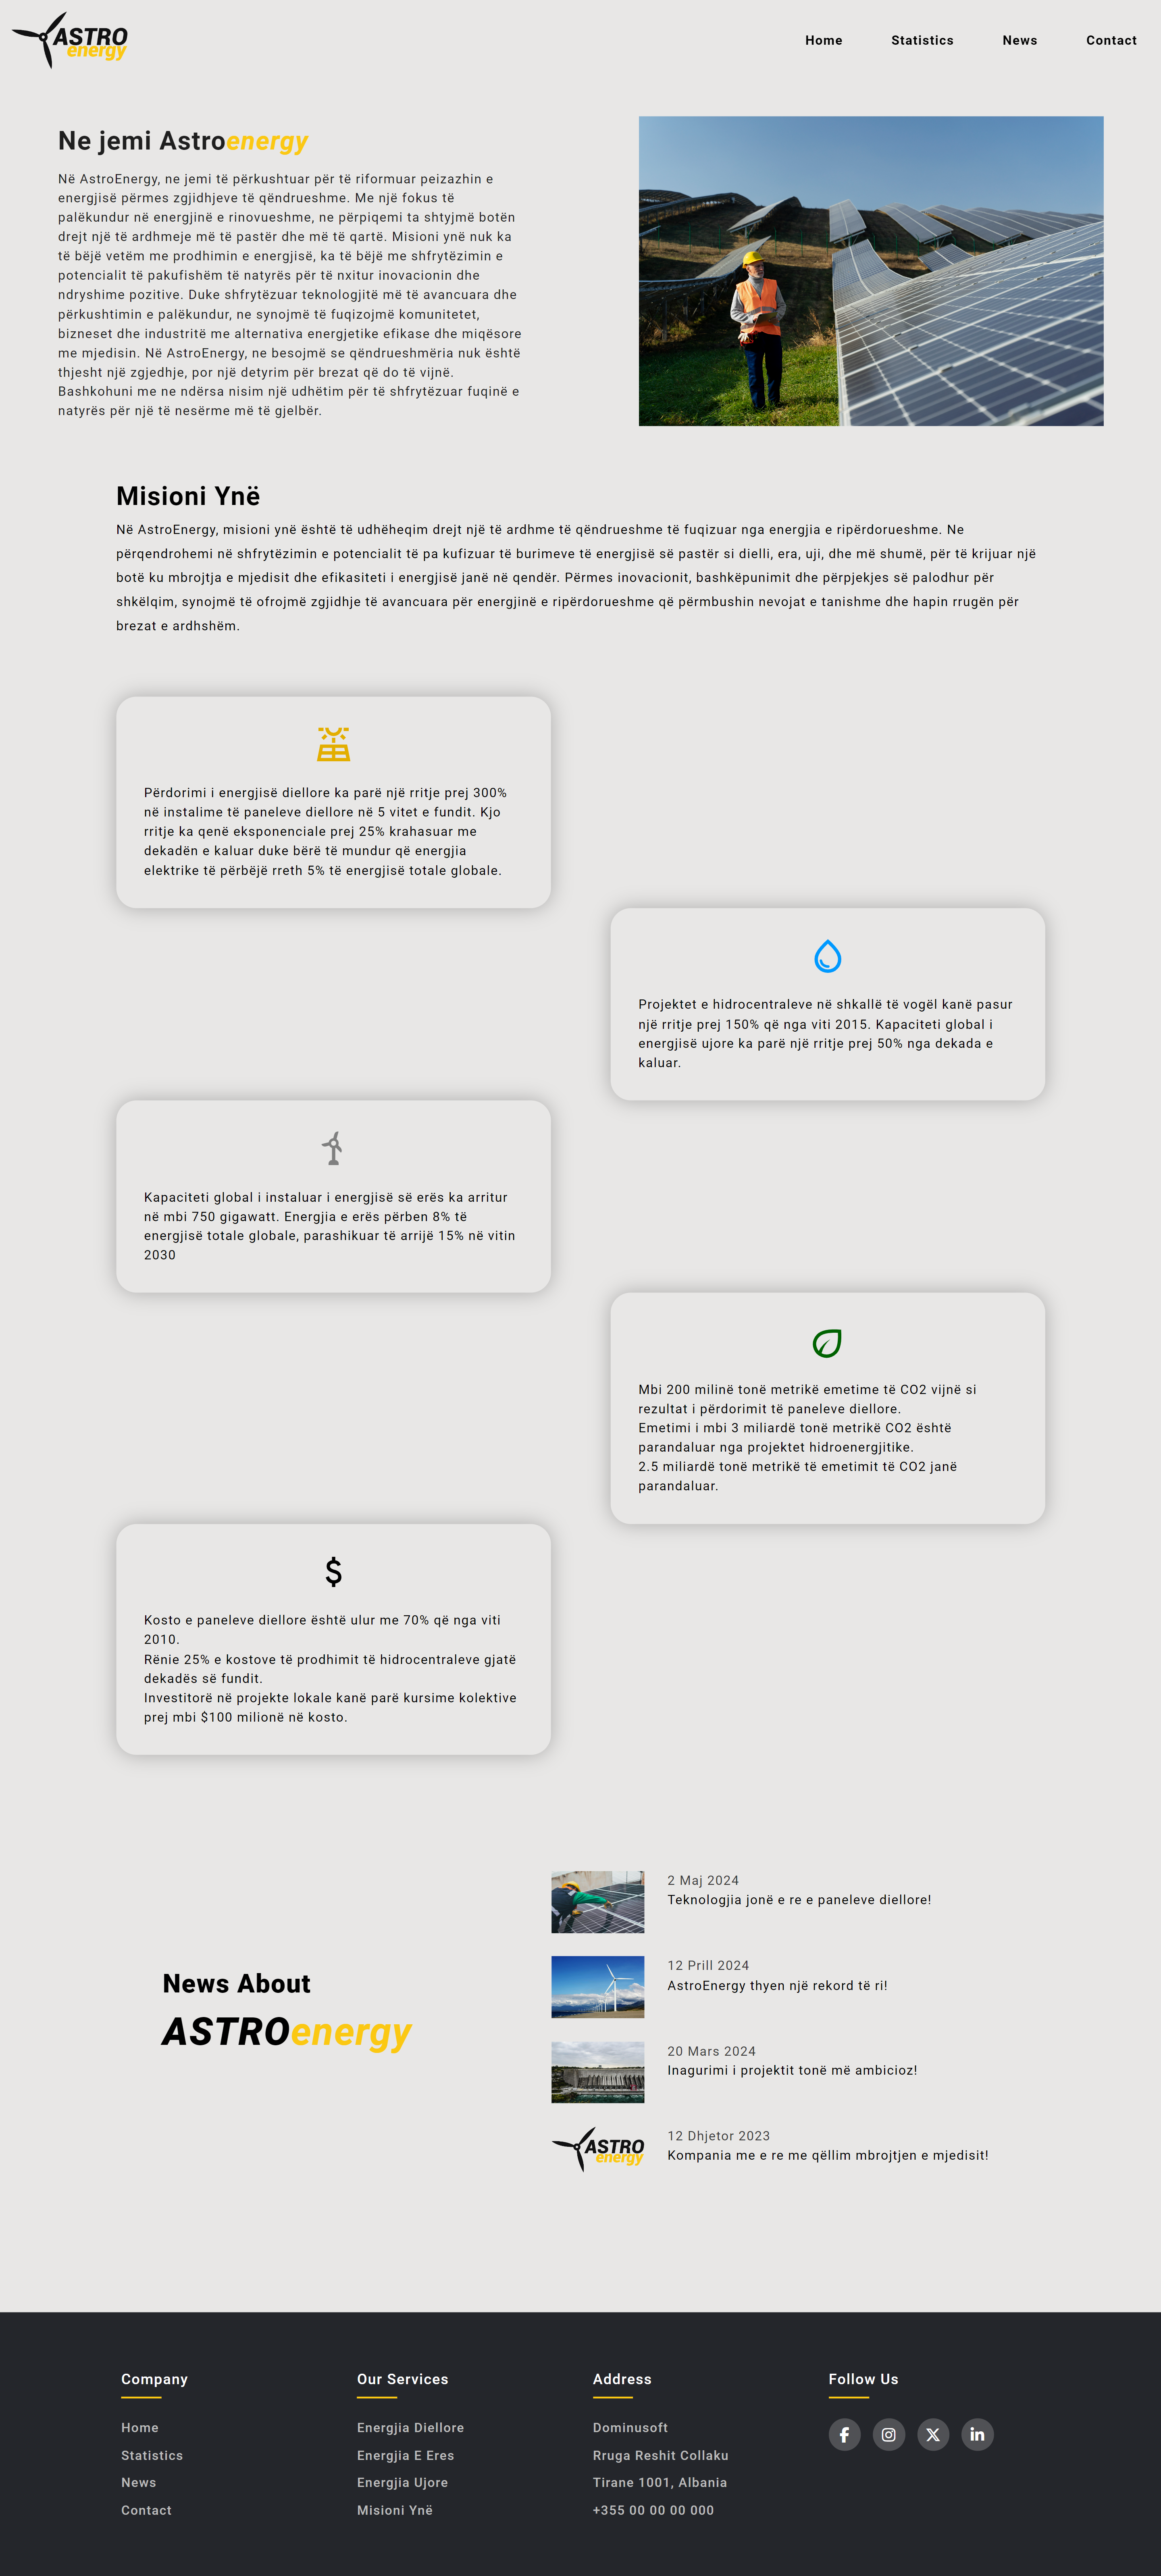 ASTRO
energy
Home Statistics News Contact
Ne jemi Astroenergy
Në AstroEnergy, ne jemi të përkushtuar për të riformuar peizazhin e
energjisë përmes zgjidhjeve të qëndrueshme. Me një fokus të
palëkundur në energjinë e rinovueshme, ne përpiqemi ta shtyjmë botën
drejt një të ardhmeje më të pastër dhe më të qartë. Misioni ynë nuk ka
të bëjë vetëm me prodhimin e energjisë, ka të bëjë me shfrytëzimin e
potencialit të pakufishëm të natyrës për të nxitur inovacionin dhe
ndryshime pozitive. Duke shfrytëzuar teknologjitë më të avancuara dhe
përkushtimin e palëkundur, ne synojmë të fuqizojmë komunitetet,
bizneset dhe industritë me alternativa energjetike efikase dhe miqësore
me mjedisin. Në AstroEnergy, ne besojmë se qëndrueshmëria nuk është
thjesht një zgjedhje, por një detyrim për brezat që do të vijnë.
Bashkohuni me ne ndërsa nisim një udhëtim për të shfrytëzuar fuqinë e
natyrës për një të nesërme më të gjelbër.
Misioni Ynë
Në AstroEnergy, misioni ynë është të udhëheqim drejt një të ardhme të qëndrueshme të fuqizuar nga energjia e ripërdorueshme. Ne
përqendrohemi në shfrytëzimin e potencialit të pa kufizuar të burimeve të energjisë së pastër si dielli, era, uji, dhe më shumë, për të krijuar një
botë ku mbrojtja e mjedisit dhe efikasiteti i energjisë janë në qendër. Përmes inovacionit, bashkëpunimit dhe përpjekjes së palodhur për
shkëlqim, synojmë të ofrojmë zgjidhje të avancuara për energjinë e ripërdorueshme që përmbushin nevojat e tanishme dhe hapin rrugën për
brezat e ardhshëm.
Përdorimi i energjisë diellore ka parë një rritje prej 300%
në instalime të paneleve diellore në 5 vitet e fundit. Kjo
rritje ka qenë eksponenciale prej 25% krahasuar me
dekadën e kaluar duke bërë të mundur që energjia
elektrike të përbëjë rreth 5% të energjisë totale globale.
Projektet e hidrocentraleve në shkallë të vogël kanë pasur
një rritje prej 150% që nga viti 2015. Kapaciteti global i
energjisë ujore ka parë një rritje prej 50% nga dekada e
kaluar.
Kapaciteti global i instaluar i energjisë së erës ka arritur
në mbi 750 gigawatt. Energjia e erës përben 8% të
energjisë totale globale, parashikuar të arrijë 15% në vitin
2030
Mbi 200 milinë tonë metrikë emetime të CO2 vijnë si
rezultat i përdorimit të paneleve diellore.
Emetimi i mbi 3 miliardë tonë metrikë CO2 është
parandaluar nga projektet hidroenergjitike.
2.5 miliardë tonë metrikë të emetimit të CO2 janë
parandaluar.
Kosto e paneleve diellore është ulur me 70% që nga viti
2010.
Rënie 25% e kostove të prodhimit të hidrocentraleve gjatë
dekadës së fundit.
Investitorë në projekte lokale kanë parë kursime kolektive
prej mbi $100 milionë në kosto.
News About
ASTROenergy
2 Maj 2024
Teknologjia jonë e re e paneleve diellore!
12 Prill 2024
AstroEnergy thyen një rekord të ri!
20 Mars 2024
Inagurimi i projektit tonë më ambicioz!
ASTRO
energy
12 Dhjetor 2023
Kompania me e re me qëllim mbrojtjen e mjedisit!
Company
Home
Statistics
News
Contact
Our Services
Energjia Diellore
Energjia E Eres
Energjia Ujore
Misioni Ynë
Address
Dominusoft
Rruga Reshit Collaku
Tirane 1001, Albania
+355 00 00 00 000
Follow Us